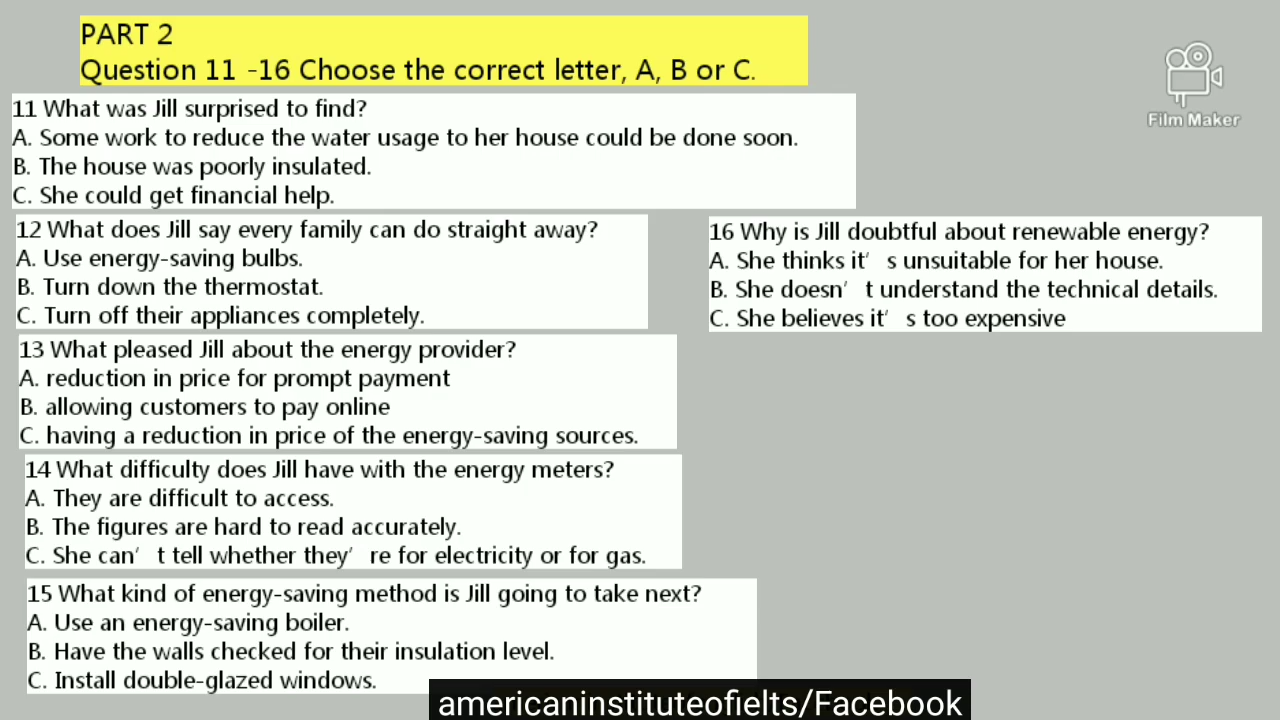 PART 2
Question 11 -16 Choose the correct letter, A, B or C.
Film Maker
11 What was Jill surprised to find?
A. Some work to reduce the water usage to her house could be done soon.
B. The house was poorly insulated.
C. She could get financial help.
12 What does Jill say every family can do straight away?
A. Use energy-saving bulbs.
B. Turn down the thermostat.
C. Turn off their appliances completely.
13 What pleased Jill about the energy provider?
A. reduction in price for prompt payment
B. allowing customers to pay online
C. having a reduction in price of the energy-saving sources.
14 What difficulty does Jill have with the energy meters?
A. They are difficult to access.
B. The figures are hard to read accurately.
C. She can' t tell whether they' re for electricity or for gas.
15 What kind of energy-saving method is Jill going to take next?
A. Use an energy-saving boiler.
B. Have the walls checked for their insulation level.
C. Install double-glazed windows.
16 Why is Jill doubtful about renewable energy?
A. She thinks it' s unsuitable for her house.
B. She doesn' t understand the technical details.
C. She believes it' s too expensive
americaninstituteofielts/Facebook